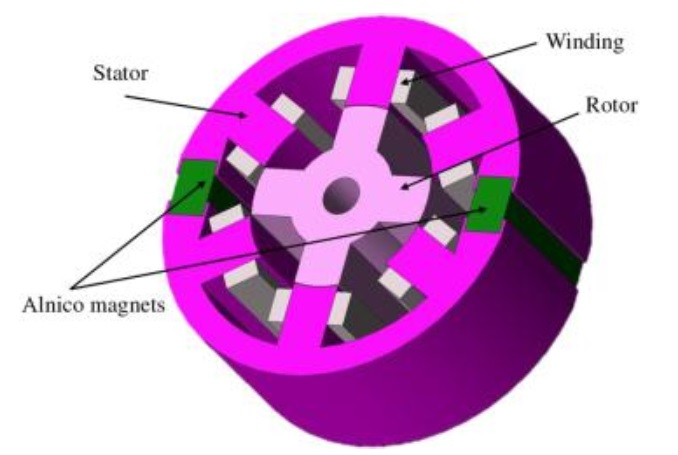 Winding
Stator
Rotor
Alnico magnets